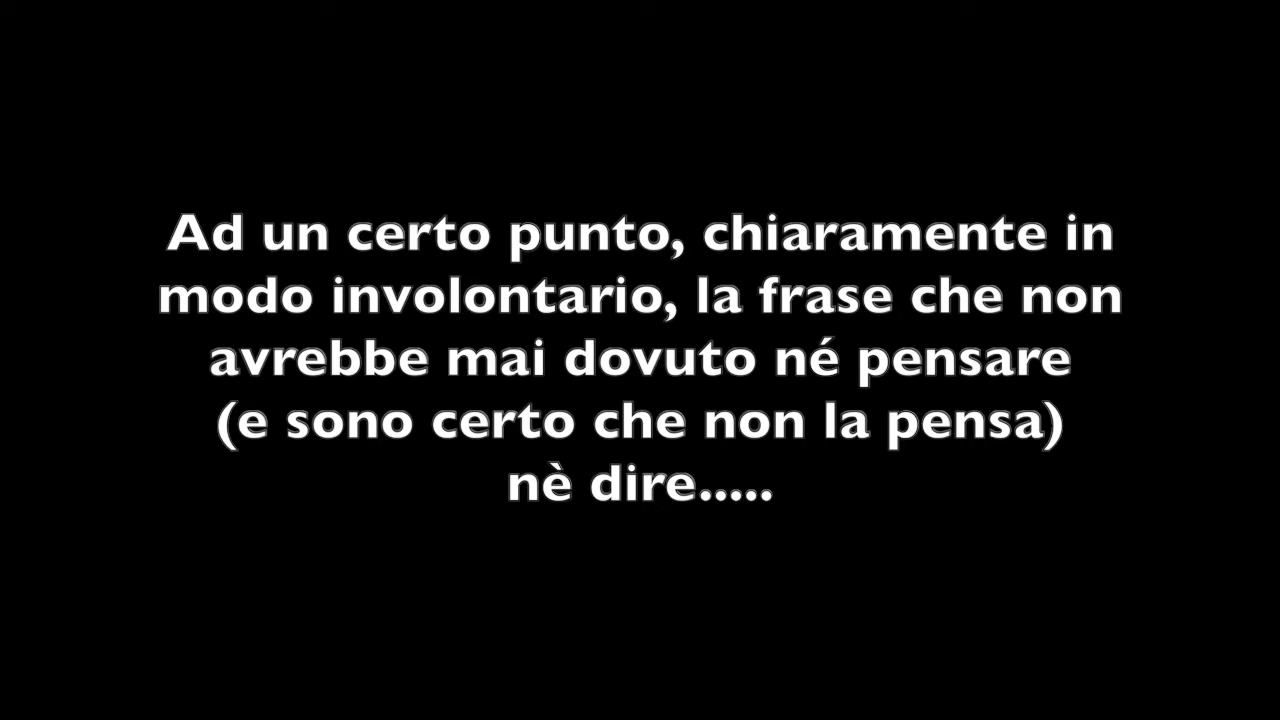 Ad un certo punto, chiaramente in
modo involontario, la frase che non
avrebbe mai dovuto né pensare
(e sono certo che non la pensa)
nè dire.....